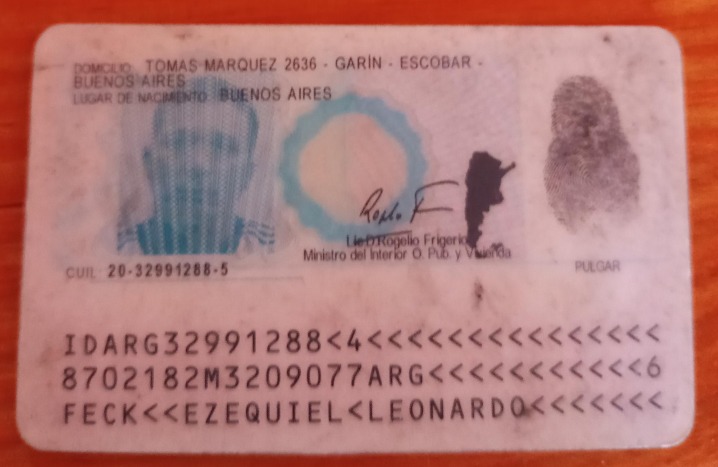 DOMICILIO: TOMAS MARQUEZ 2636 - GARÍN - ESCOBAR -
BUENOS AIRES
LUGAR DE NACIMIENTO: BUENOS AIRES
Lic.D.Rogelio Frigerio
Ministro del Interior O. Pub. y Vivienda
CUIL: 20-32991288-5
PULGAR
IDARG32991288<4<<<<<<<<<<<<<<<
8702182M3209077ARG<<<<<<<<<<<6
FECK<<EZEQUIEL<LEONARDO<<<<<<<